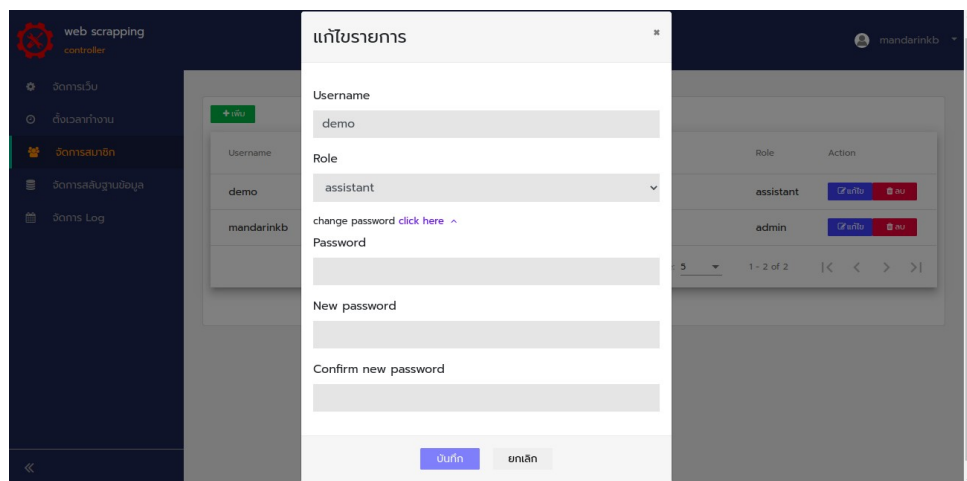 web scrapping
controller
แก้ไขรายการ
×
mandarinkb
จัดการเว็บ
ตั้งเวลาทำงาน
จัดการสมาชิก
จัดการสลับฐานข้อมูล
จัดการ Log
+ เพิ่ม
Username
Role
Action
demo
assistant
แก้ไข
ลบ
mandarinkb
admin
แก้ไข
ลบ
5
1 - 2 of 2
Username
demo
Role
assistant
change password click here
Password
New password
Confirm new password
บันทึก
ยกเลิก